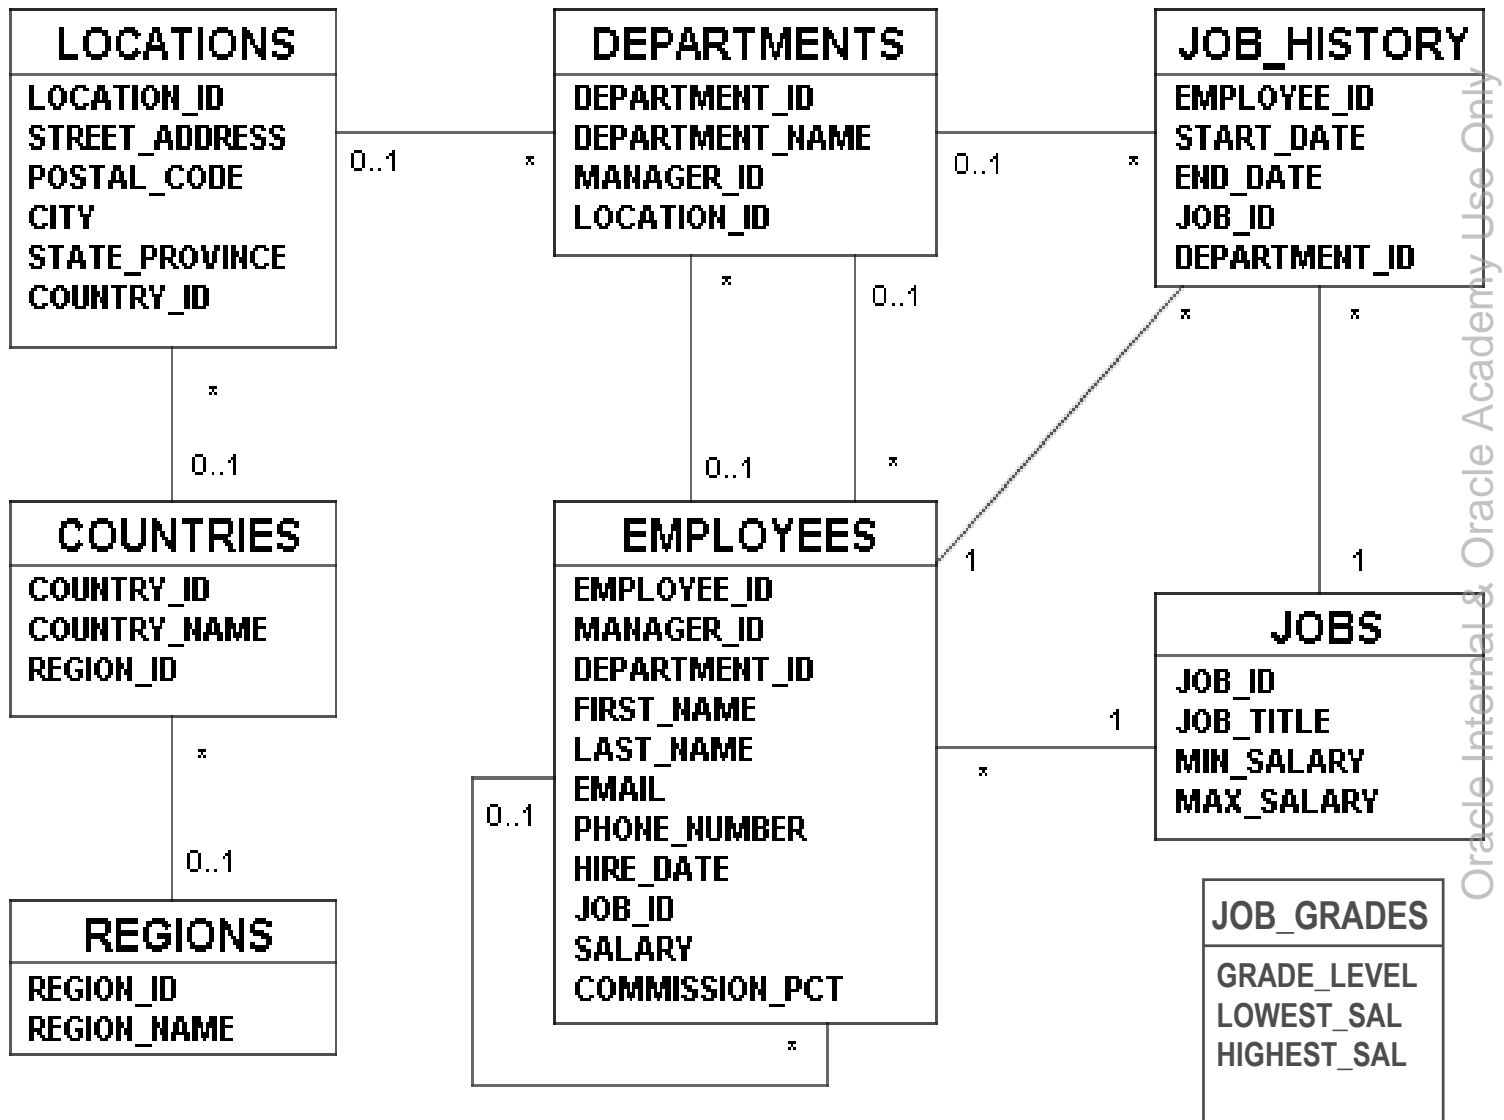 LOCATIONS
LOCATION_ID
STREET_ADDRESS
POSTAL_CODE
CITY
STATE_PROVINCE
COUNTRY_ID
0..1
*
DEPARTMENTS
DEPARTMENT_ID
DEPARTMENT_NAME
MANAGER_ID
LOCATION_ID
0..1
*
JOB_HISTORY
EMPLOYEE_ID
START_DATE
END_DATE
JOB_ID
DEPARTMENT_ID
*
0..1
*
0..1
0..1
*
*
1
*
1
COUNTRIES
COUNTRY_ID
COUNTRY_NAME
REGION_ID
*
0..1
EMPLOYEES
EMPLOYEE_ID
MANAGER_ID
DEPARTMENT_ID
FIRST_NAME
LAST_NAME
EMAIL
PHONE_NUMBER
HIRE_DATE
JOB_ID
SALARY
COMMISSION_PCT
0..1
*
1
*
JOBS
JOB_ID
JOB_TITLE
MIN_SALARY
MAX_SALARY
REGIONS
REGION_ID
REGION_NAME
JOB_GRADES
GRADE_LEVEL
LOWEST_SAL
HIGHEST_SAL
Oracle Internal & Oracle Academy Use Only